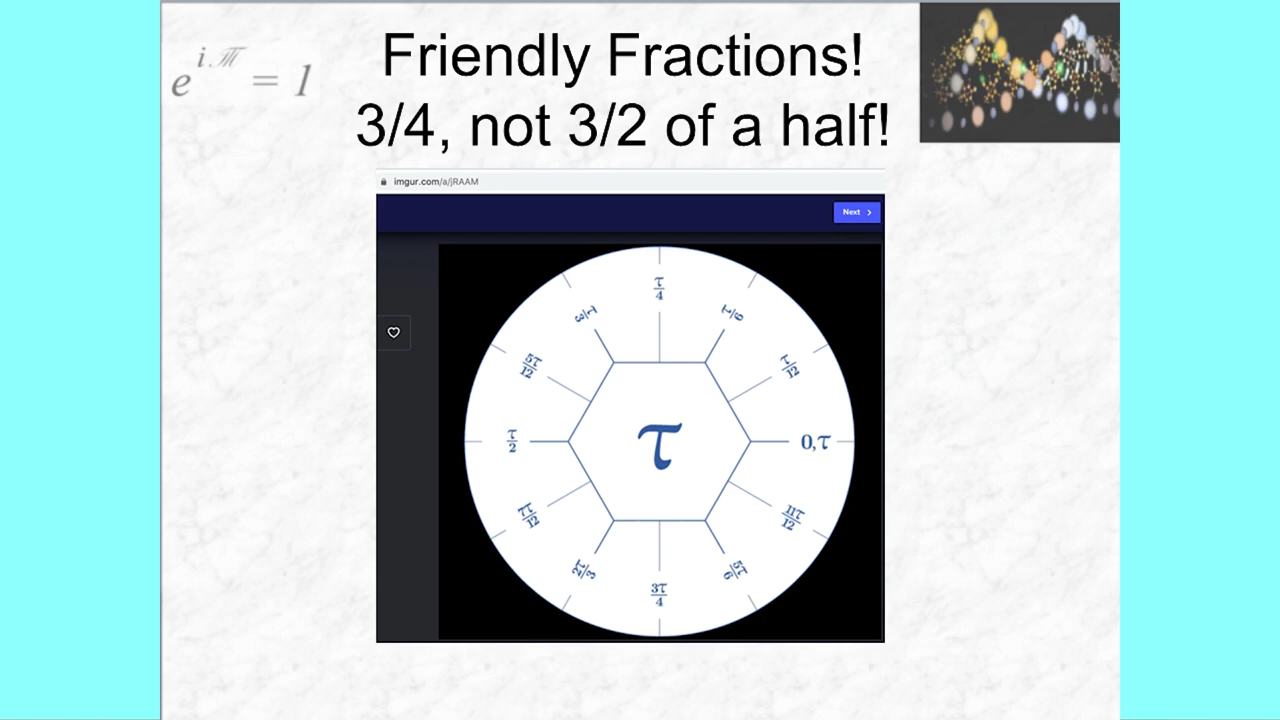 Friendly Fractions!
3/4, not 3/2 of a half!
e^{iπ} = 1
imgur.com/a/jRAAM
Next >
τ/4
τ/3
τ/6
5τ/12
τ/12
τ/2
τ
0,τ
7τ/12
11τ/12
2τ/3
5τ/6
3τ/4